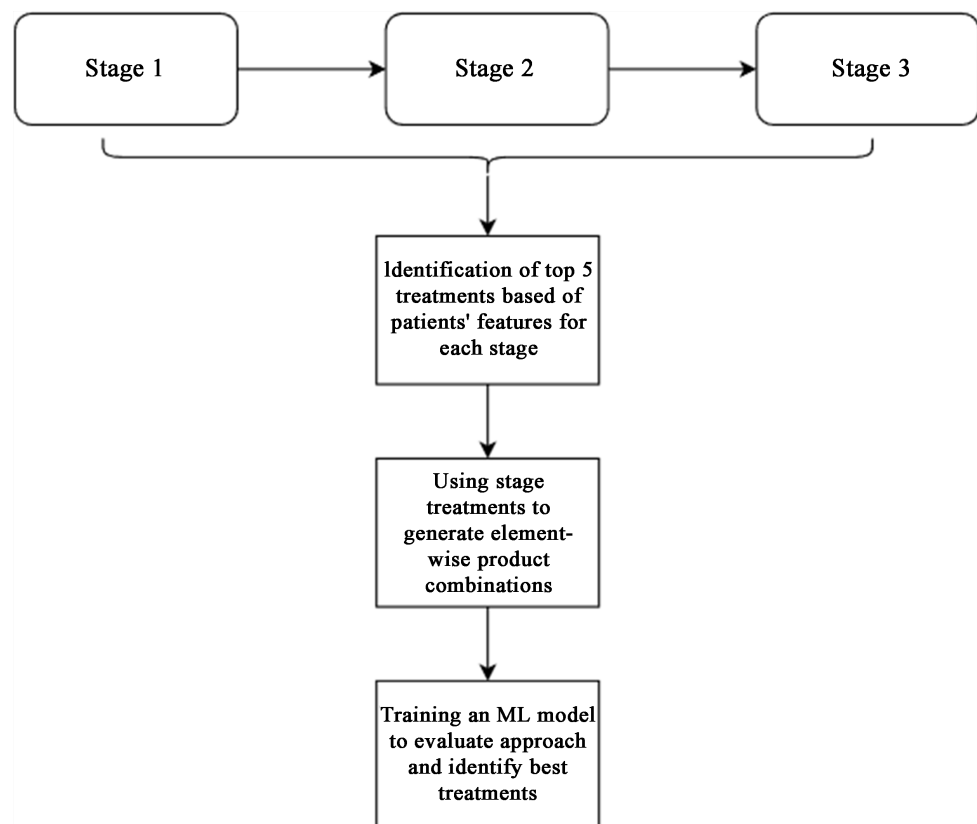 Stage 1
Stage 2
Stage 3
Identification of top 5
treatments based of
patients' features for
each stage
Using stage
treatments to
generate element-
wise product
combinations
Training an ML model
to evaluate approach
and identify best
treatments